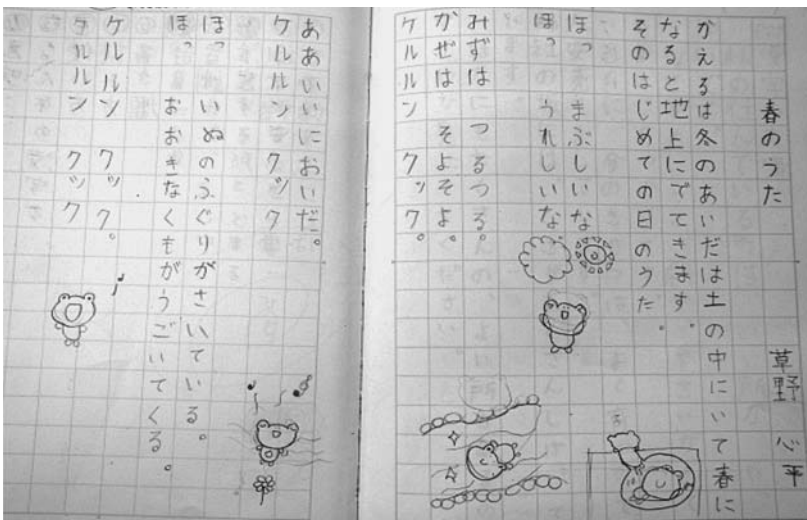 春のうた
草野 心平
かえるは冬のあいだは土の中にいて春に
なると地上にでてきます。
そのはじめての日のうた。
ほっ まぶしいな
ほっ うれしいな
みずは つるつる。
かぜは そよそよ。
ケルルン クック。
ああいいにおいだ。
ケルルン クック
ほっ いぬのふぐりがさいている。
ほっ おおきなくもがうごいてくる。
ケルルン クック。
ケルルン クック